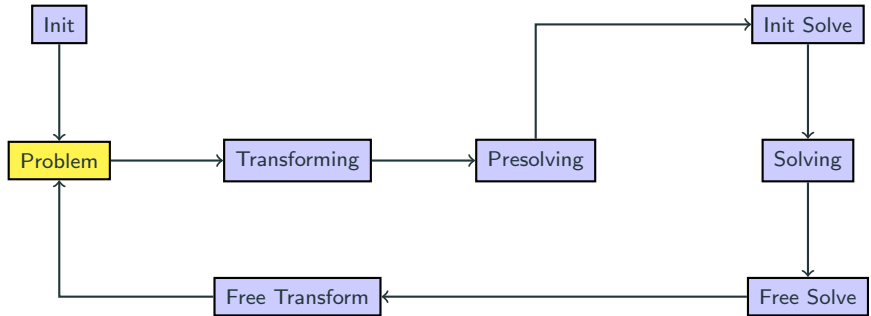 Init
Init Solve
Problem
Transforming
Presolving
Solving
Free Transform
Free Solve